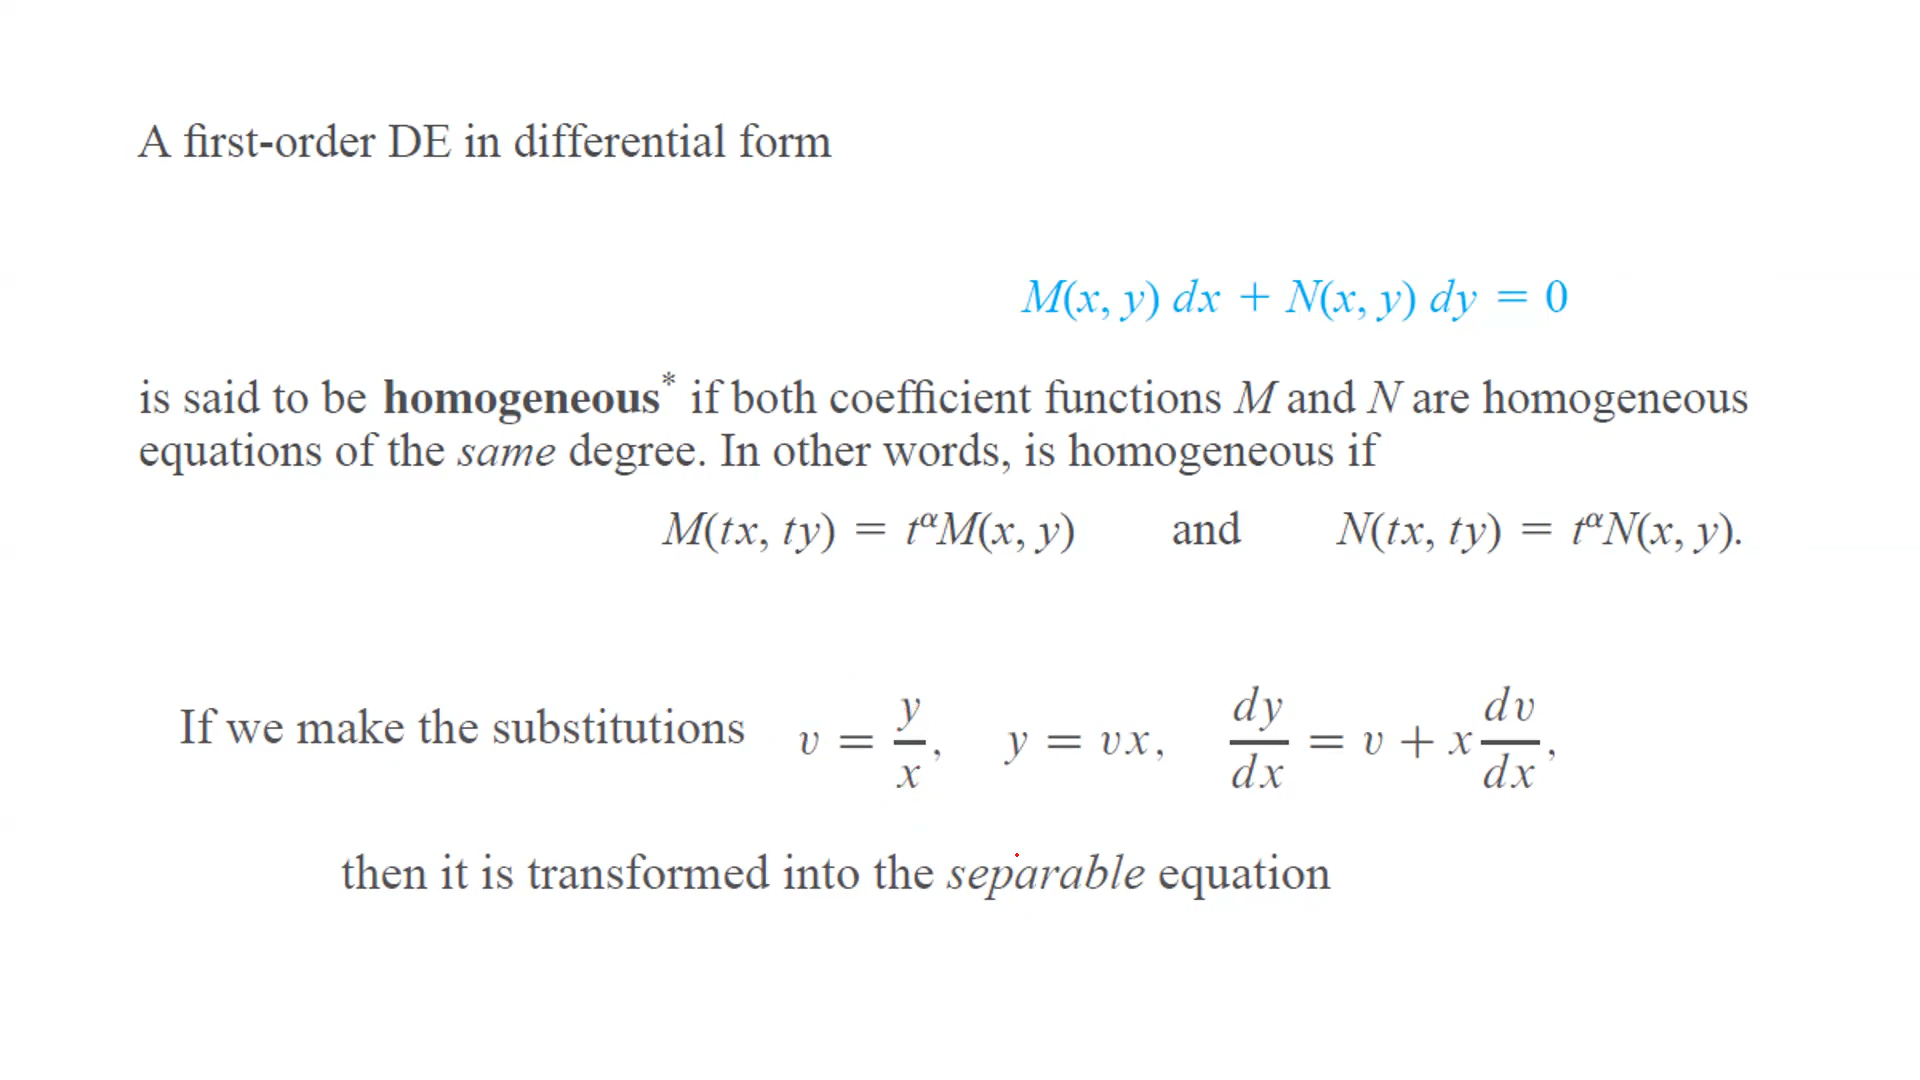 A first-order DE in differential form
M(x, y) dx + N(x, y) dy = 0
is said to be homogeneous* if both coefficient functions M and N are homogeneous
equations of the same degree. In other words, is homogeneous if
M(tx, ty) = t^α M(x, y) and N(tx, ty) = t^α N(x, y).
If we make the substitutions v = y/x, y = vx, dy/dx = v + x dv/dx,
then it is transformed into the separable equation